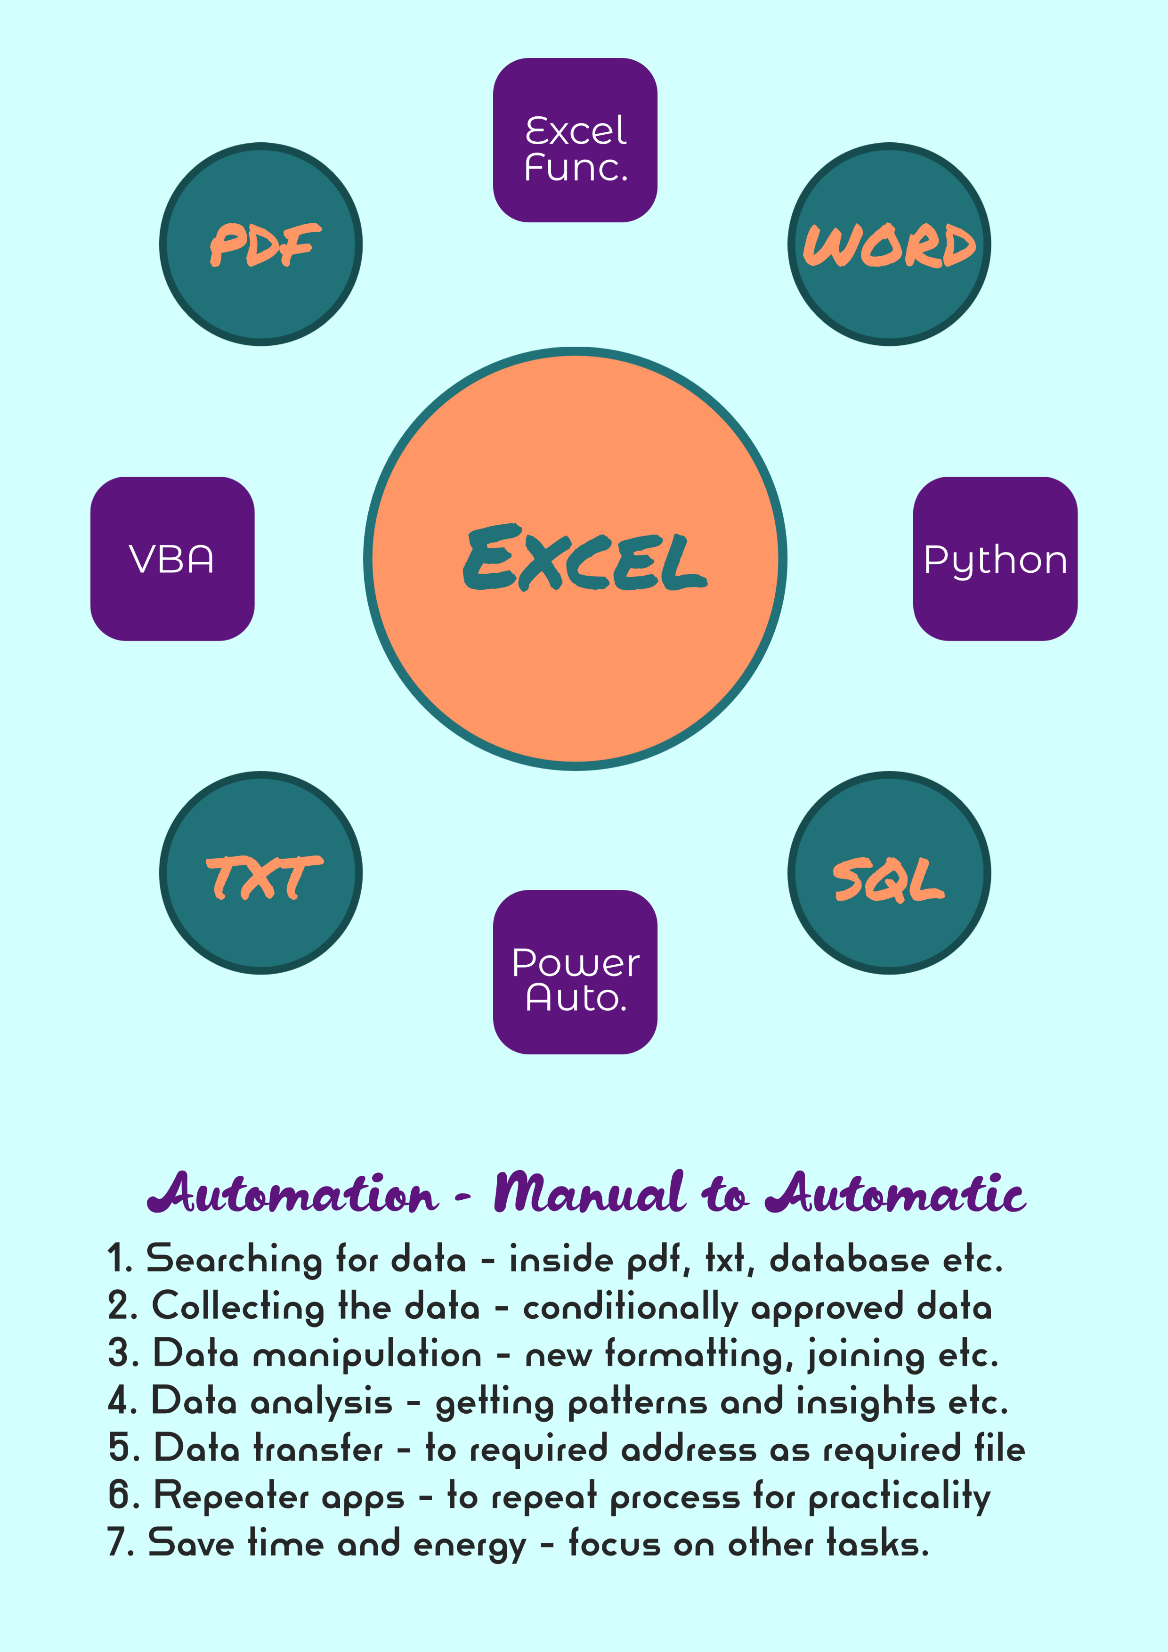 Excel
Func.
PDF
WORD
VBA
EXCEL
Python
TXT
SQL
Power
Auto.
Automation - Manual to Automatic
1. Searching for data - inside pdf, txt, database etc.
2. Collecting the data - conditionally approved data
3. Data manipulation - new formatting, joining etc.
4. Data analysis - getting patterns and insights etc.
5. Data transfer - to required address as required file
6. Repeater apps - to repeat process for practicality
7. Save time and energy - focus on other tasks.